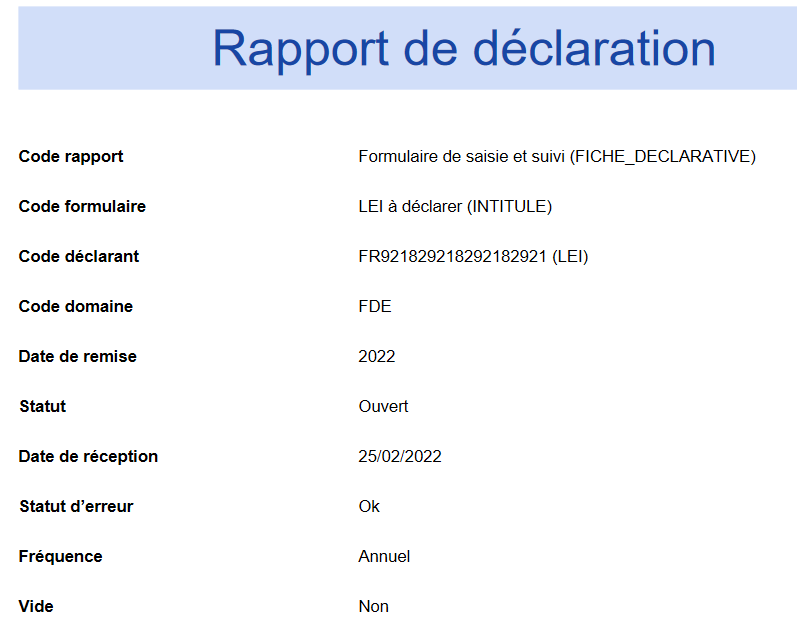 Rapport de déclaration
Code rapport Formulaire de saisie et suivi (FICHE_DECLARATIVE)
Code formulaire LEI à déclarer (INTITULE)
Code déclarant FR921829218292182921 (LEI)
Code domaine FDE
Date de remise 2022
Statut Ouvert
Date de réception 25/02/2022
Statut d’erreur Ok
Fréquence Annuel
Vide Non